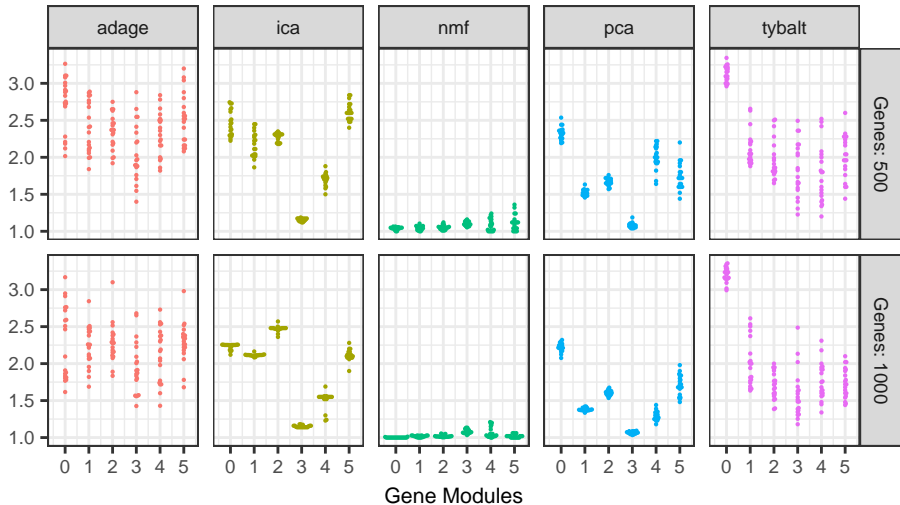 adage ica nmf pca tybalt
3.0
2.5
2.0
1.5
1.0
Genes: 500
3.0
2.5
2.0
1.5
1.0
Genes: 1000
0 1 2 3 4 5 0 1 2 3 4 5 0 1 2 3 4 5 0 1 2 3 4 5 0 1 2 3 4 5
Gene Modules